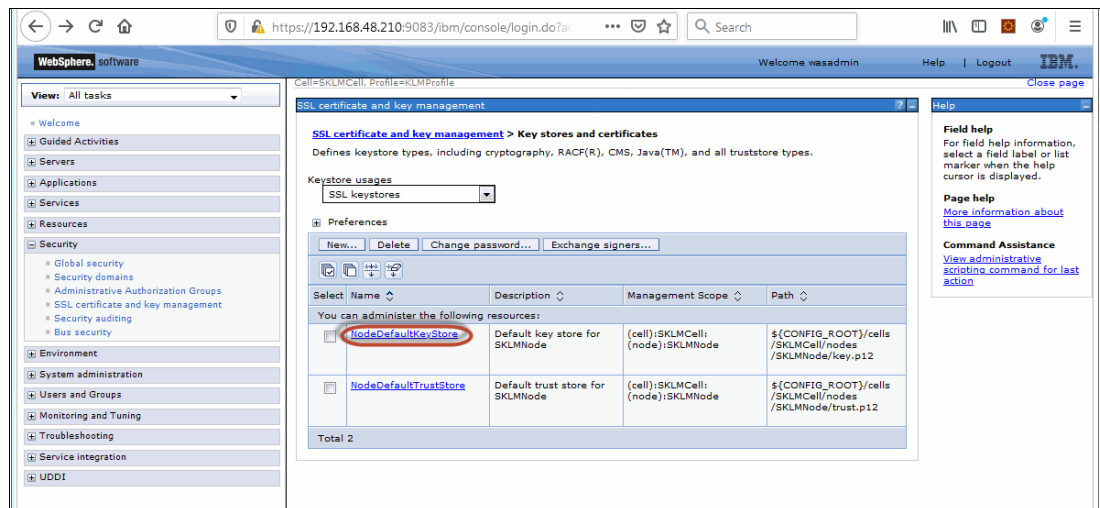 https://192.168.48.210:9083/ibm/console/login.do?ac
Search
WebSphere. software
Welcome wasadmin
Help | Logout
IBM.
Cell=SKLMCell, Profile=KLMProfile
Close page
View: All tasks
Welcome
Guided Activities
Servers
Applications
Services
Resources
Security
Global security
Security domains
Administrative Authorization Groups
SSL certificate and key management
Security auditing
Bus security
Environment
System administration
Users and Groups
Monitoring and Tuning
Troubleshooting
Service integration
UDDI
SSL certificate and key management
? -
SSL certificate and key management > Key stores and certificates
Defines keystore types, including cryptography, RACF(R), CMS, Java(TM), and all truststore types.
Keystore usages
SSL keystores
Preferences
New... Delete Change password... Exchange signers...
Select Name Description Management Scope Path
You can administer the following resources:
NodeDefaultKeyStore
Default key store for
SKLMNode
(cell):SKLMCell:
(node):SKLMNode
${CONFIG_ROOT}/cells
/SKLMCell/nodes
/SKLMNode/key.p12
NodeDefaultTrustStore
Default trust store for
SKLMNode
(cell):SKLMCell:
(node):SKLMNode
${CONFIG_ROOT}/cells
/SKLMCell/nodes
/SKLMNode/trust.p12
Total 2
Help
Field help
For field help information,
select a field label or list
marker when the help
cursor is displayed.
Page help
More information about
this page
Command Assistance
View administrative
scripting command for last
action